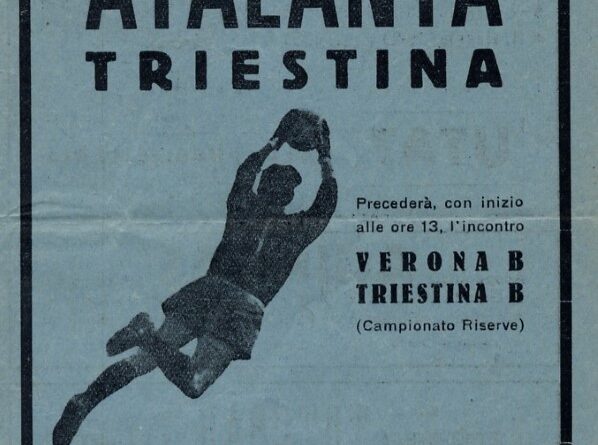 ATALANTA
TRIESTINA
Precederà, con inizio
alle ore 13, l'incontro
VERONA B
TRIESTINA B
(Campionato Riserve)